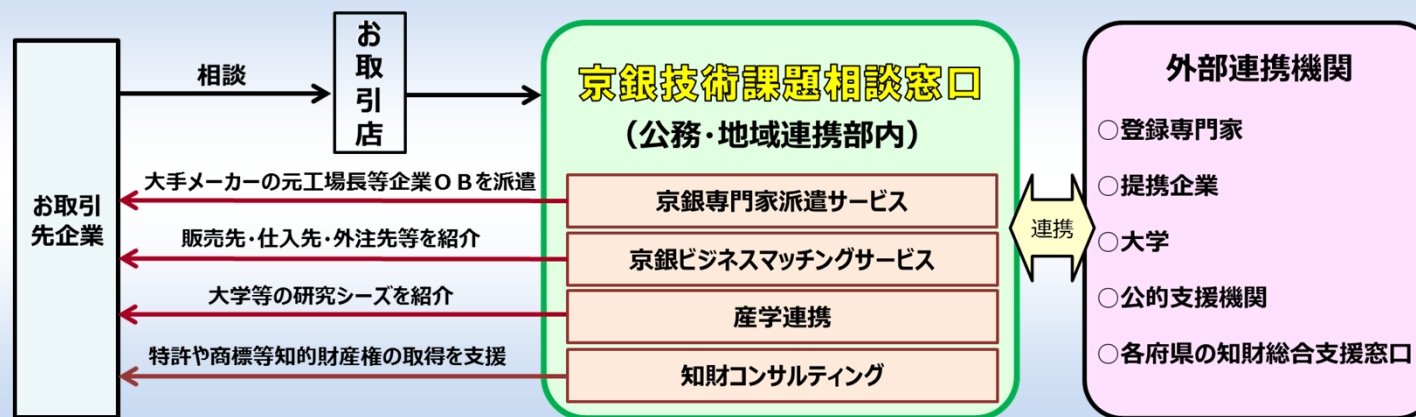 お取引先企業
相談
お取引店
京銀技術課題相談窓口
（公務・地域連携部内）
大手メーカーの元工場長等企業ＯＢを派遣
京銀専門家派遣サービス
販売先・仕入先・外注先等を紹介
京銀ビジネスマッチングサービス
大学等の研究シーズを紹介
産学連携
特許や商標等知的財産権の取得を支援
知財コンサルティング
連携
外部連携機関
○登録専門家
○提携企業
○大学
○公的支援機関
○各府県の知財総合支援窓口